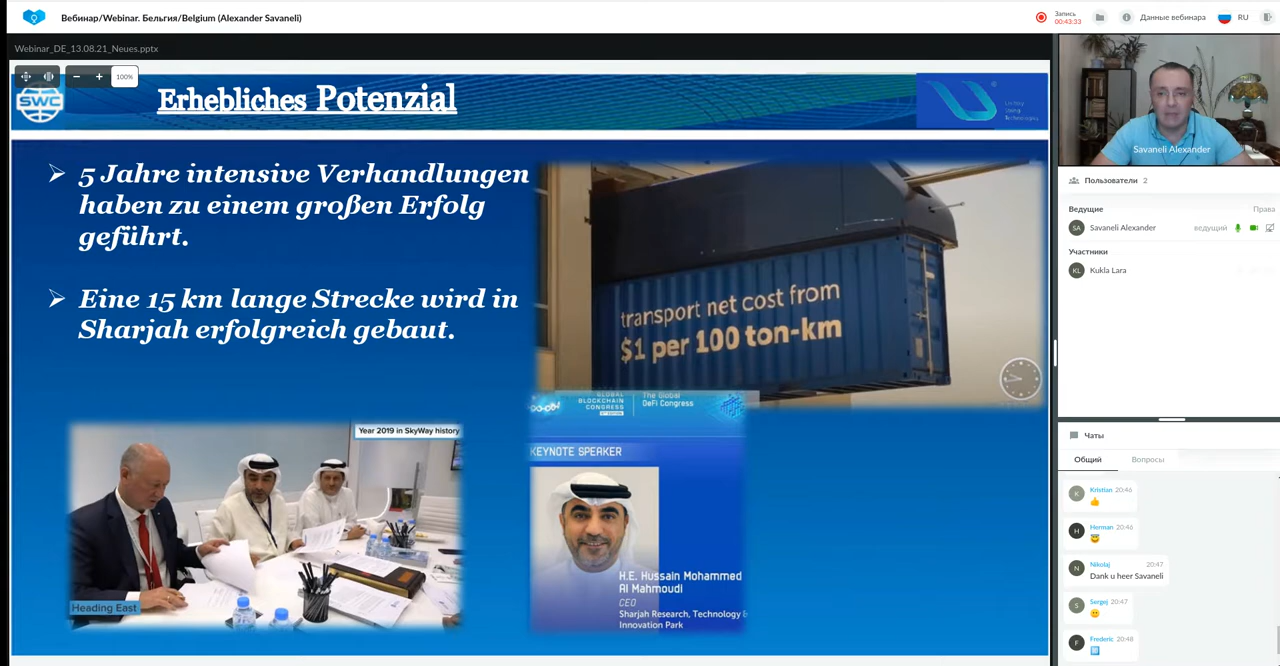 Вебинар/Webinar. Бельгия/Belgium (Alexander Savaneli)
Запись
00:43:33
Данные вебинара
RU
Webinar_DE_13.08.21_Neues.pptx
100%
SWC
Erhebliches Potenzial
Unitsky
String
Technologies
5 Jahre intensive Verhandlungen
haben zu einem großen Erfolg
geführt.
Eine 15 km lange Strecke wird in
Sharjah erfolgreich gebaut.
transport net cost from
$1 per 100 ton-km
Year 2019 in SkyWay history
Heading East
GLOBAL
BLOCKCHAIN
CONGRESS
The Global
DeFi Congress
KEYNOTE SPEAKER
H.E. Hussain Mohammed
Al Mahmoudi
CEO
Sharjah Research, Technology &
Innovation Park
Savaneli Alexander
Пользователи 2
Ведущие Права
SA Savaneli Alexander ведущий
Участники
KL Kukla Lara
Чаты
Общий Вопросы
K Kristian 20:46
H Herman 20:46
N Nikolaj 20:47
Dank u heer Savaneli
S Sergej 20:47
F Frederic 20:48